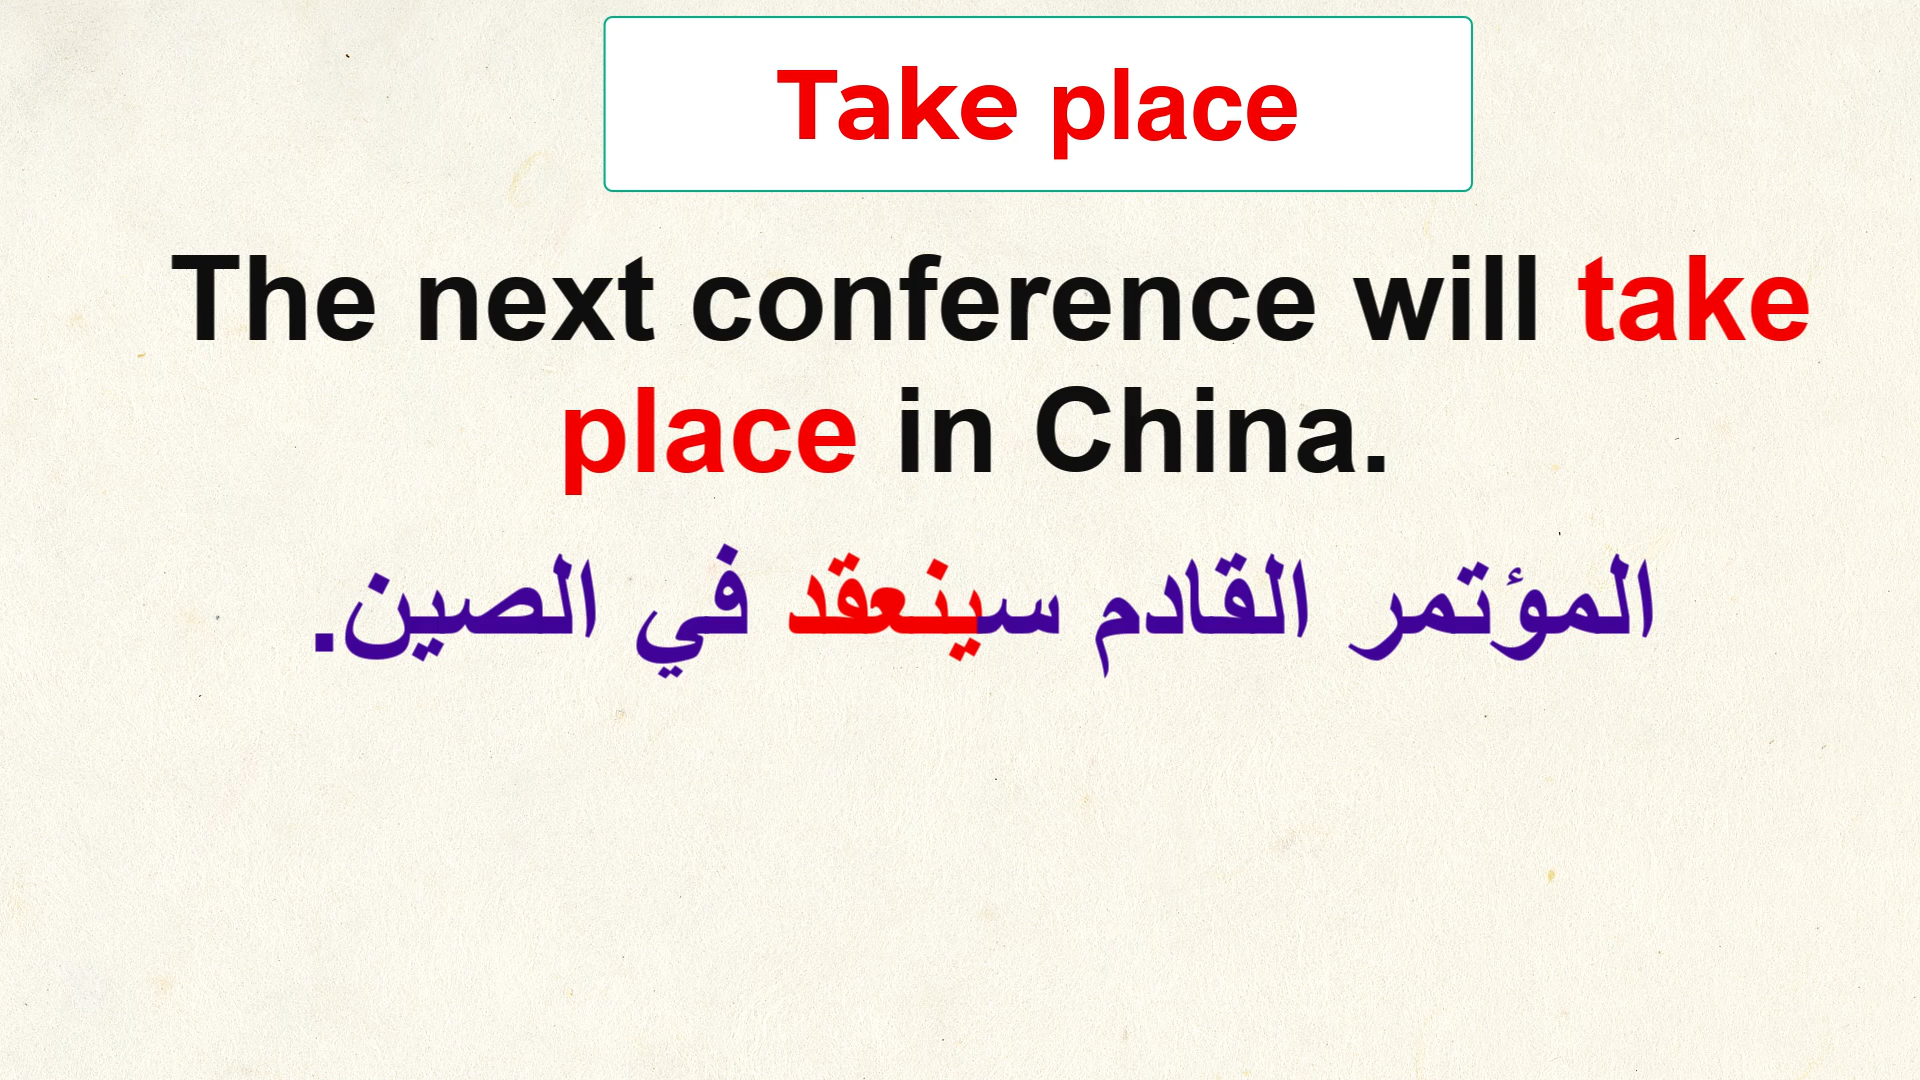 Take place
The next conference will take
place in China.
المؤتمر القادم سينعقد في الصين.